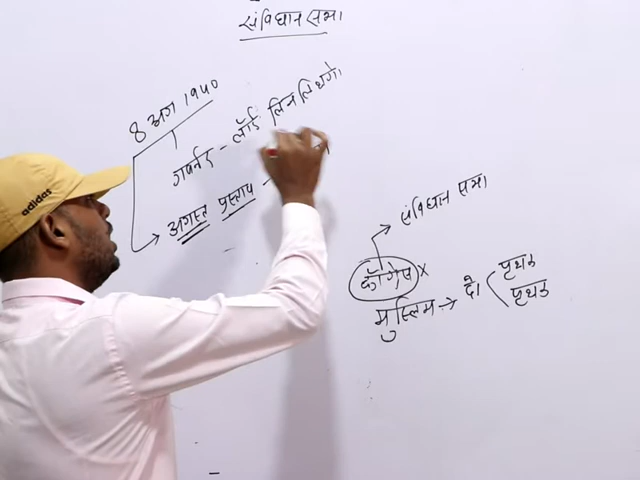 संविधान सभा
8 अग 1940
गवर्नर - लॉर्ड लिनलिथगो
अगस्त प्रस्ताव -
संविधान सभा
कॉग्रेस X
मुस्लिम → दो
पृथक
पृथक
adidas